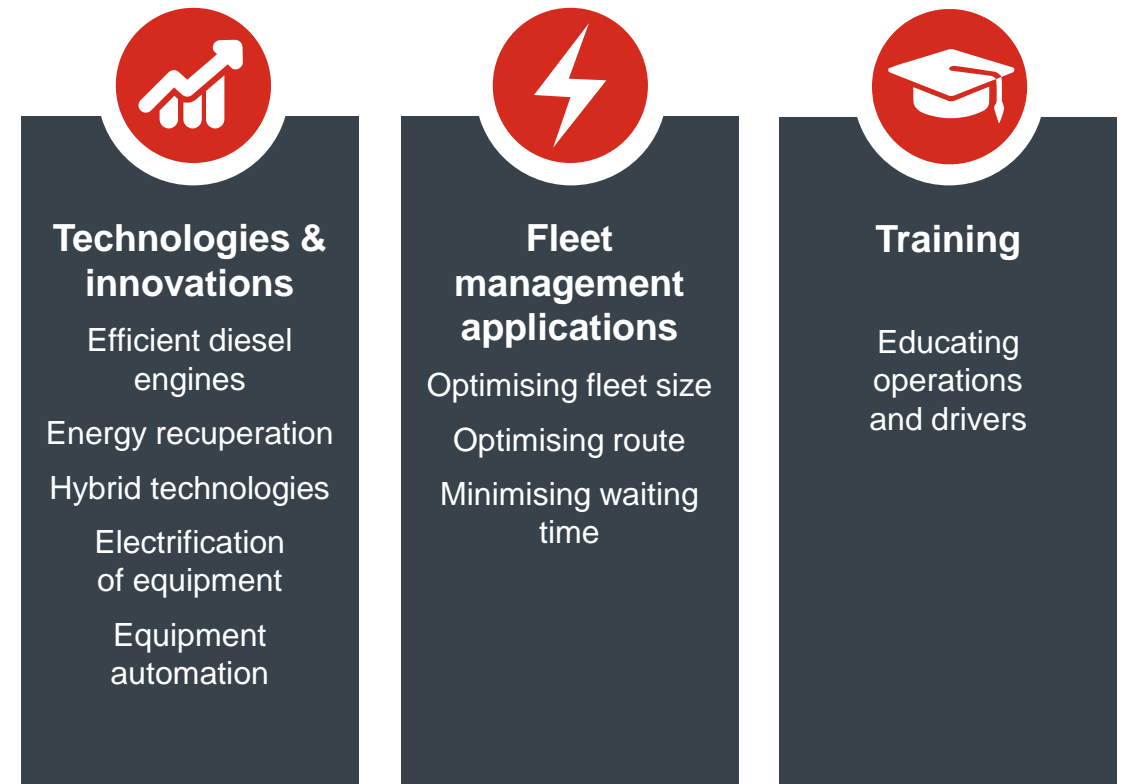 Technologies &
innovations
Efficient diesel
engines
Energy recuperation
Hybrid technologies
Electrification
of equipment
Equipment
automation
Fleet
management
applications
Optimising fleet size
Optimising route
Minimising waiting
time
Training
Educating
operations
and drivers